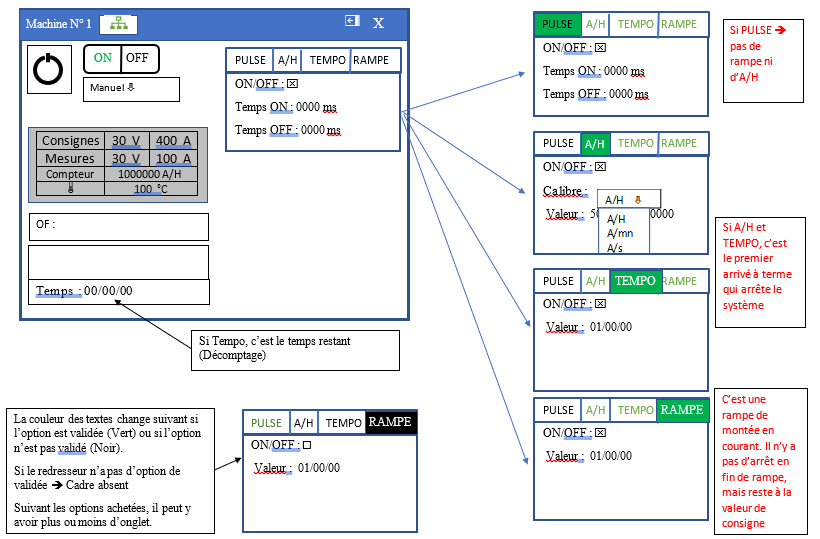 Machine N° 1
X
ON OFF
Manuel
PULSE A/H TEMPO RAMPE
ON/OFF :
Temps ON : 0000 ms
Temps OFF : 0000 ms
Consignes 30 V 400 A
Mesures 30 V 100 A
Compteur 1000000 A/H
100 °C
OF :
Temps : 00/00/00
Si Tempo, c’est le temps restant
(Décomptage)
PULSE A/H TEMPO RAMPE
ON/OFF :
Temps ON : 0000 ms
Temps OFF : 0000 ms
Si PULSE ➔
pas de
rampe ni
d’A/H
PULSE A/H TEMPO RAMPE
ON/OFF :
Calibre :
A/H
Valeur : 50 0000
A/H
A/mn
A/s
Si A/H et
TEMPO, c’est
le premier
arrivé à terme
qui arrête le
système
PULSE A/H TEMPO RAMPE
ON/OFF :
Valeur : 01/00/00
PULSE A/H TEMPO RAMPE
ON/OFF :
Valeur : 01/00/00
C’est une
rampe de
montée en
courant. Il n’y a
pas d’arrêt en
fin de rampe,
mais reste à la
valeur de
consigne
La couleur des textes change suivant si
l’option est validée (Vert) ou si l’option
n’est pas validé (Noir).
Si le redresseur n’a pas d’option de
validée ➔ Cadre absent
Suivant les options achetées, il peut y
avoir plus ou moins d’onglet.
PULSE A/H TEMPO RAMPE
ON/OFF :
Valeur : 01/00/00